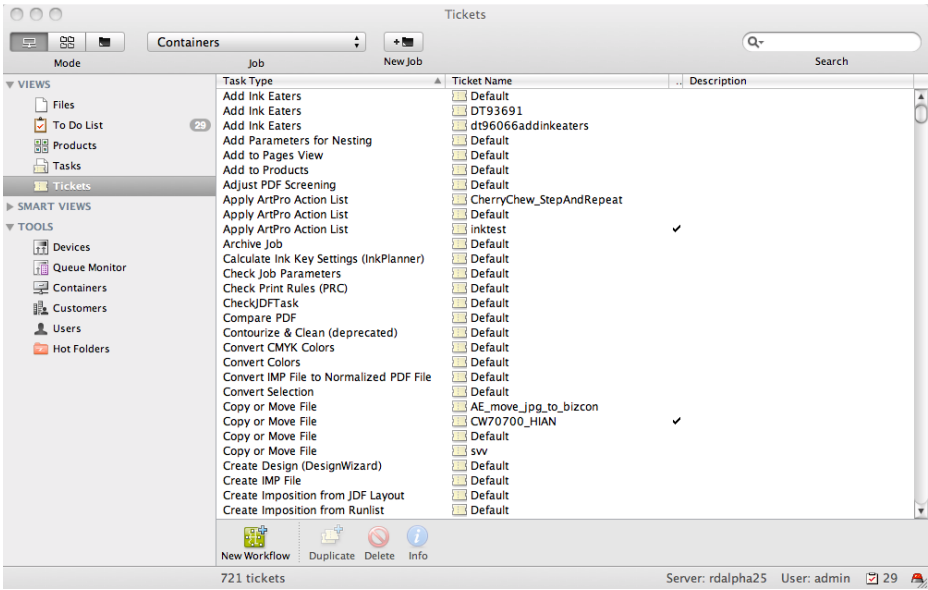 Tickets
Containers
Mode Job New Job Search
VIEWS
Files
To Do List 29
Products
Tasks
Tickets
SMART VIEWS
TOOLS
Devices
Queue Monitor
Containers
Customers
Users
Hot Folders
Task Type Ticket Name .. Description
Add Ink Eaters Default
Add Ink Eaters DT93691
Add Ink Eaters dt96066addinkeaters
Add Parameters for Nesting Default
Add to Pages View Default
Add to Products Default
Adjust PDF Screening Default
Apply ArtPro Action List CherryChew_StepAndRepeat
Apply ArtPro Action List Default
Apply ArtPro Action List inktest ✔
Archive Job Default
Calculate Ink Key Settings (InkPlanner) Default
Check Job Parameters Default
Check Print Rules (PRC) Default
CheckJDFTask Default
Compare PDF Default
Contourize & Clean (deprecated) Default
Convert CMYK Colors Default
Convert Colors Default
Convert IMP File to Normalized PDF File Default
Convert Selection Default
Copy or Move File AE_move_jpg_to_bizcon
Copy or Move File CW70700_HIAN ✔
Copy or Move File Default
Copy or Move File svv
Create Design (DesignWizard) Default
Create IMP File Default
Create Imposition from JDF Layout Default
Create Imposition from Runlist Default
New Workflow Duplicate Delete Info
721 tickets Server: rdalpha25 User: admin 29